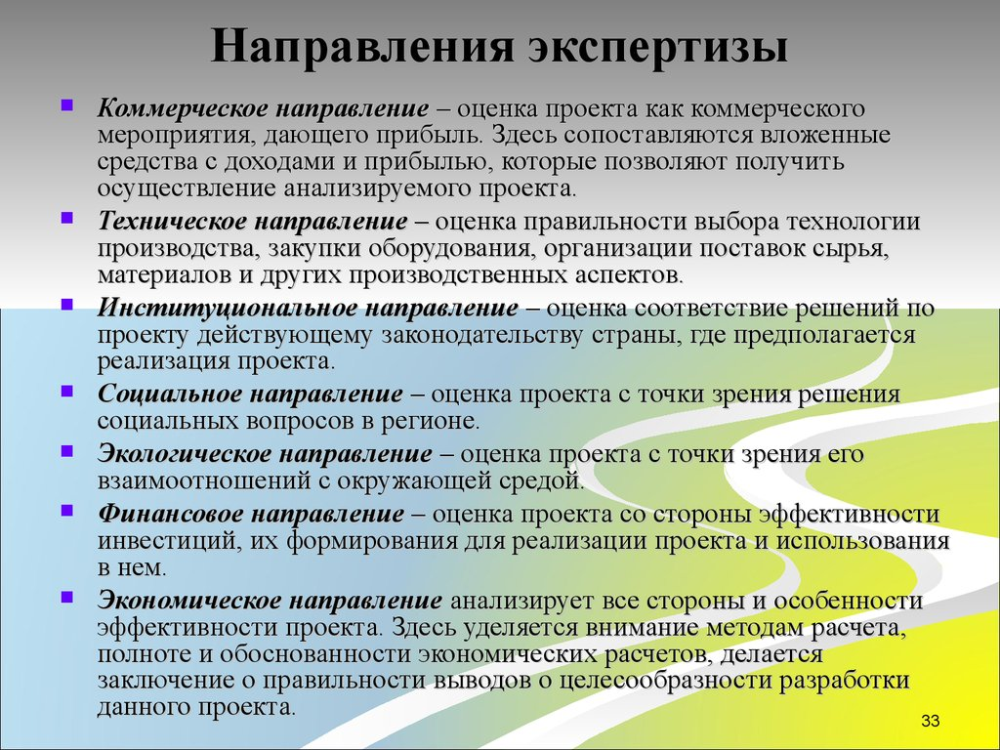 Направления экспертизы
Коммерческое направление – оценка проекта как коммерческого
мероприятия, дающего прибыль. Здесь сопоставляются вложенные
средства с доходами и прибылью, которые позволяют получить
осуществление анализируемого проекта.
Техническое направление – оценка правильности выбора технологии
производства, закупки оборудования, организации поставок сырья,
материалов и других производственных аспектов.
Институциональное направление – оценка соответствие решений по
проекту действующему законодательству страны, где предполагается
реализация проекта.
Социальное направление – оценка проекта с точки зрения решения
социальных вопросов в регионе.
Экологическое направление – оценка проекта с точки зрения его
взаимоотношений с окружающей средой.
Финансовое направление – оценка проекта со стороны эффективности
инвестиций, их формирования для реализации проекта и использования
в нем.
Экономическое направление анализирует все стороны и особенности
эффективности проекта. Здесь уделяется внимание методам расчета,
полноте и обоснованности экономических расчетов, делается
заключение о правильности выводов о целесообразности разработки
данного проекта.
33